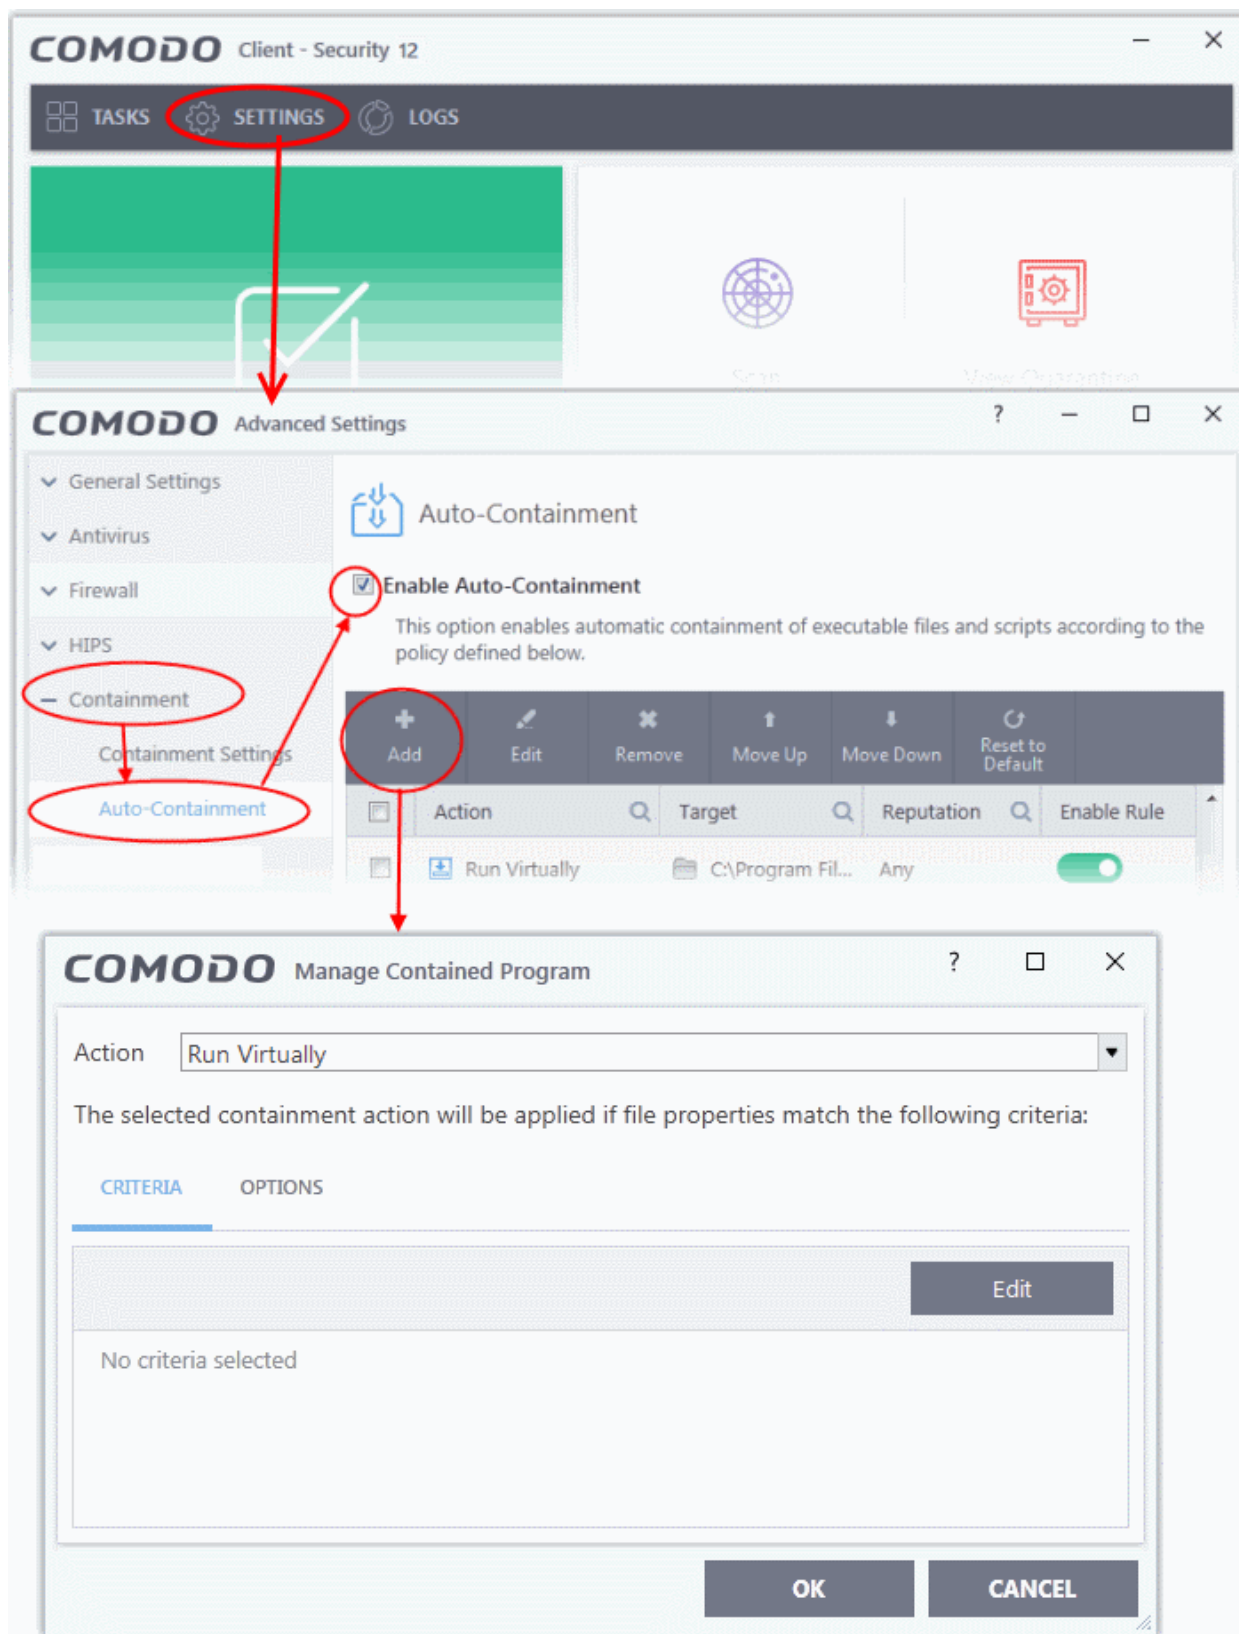 COMODO Client - Security 12
TASKS SETTINGS LOGS
Scan View Quarantine
COMODO Advanced Settings ?
General Settings
Antivirus
Firewall
HIPS
Containment
Containment Settings
Auto-Containment
Auto-Containment
Enable Auto-Containment
This option enables automatic containment of executable files and scripts according to the
policy defined below.
Add Edit Remove Move Up Move Down Reset to
Default
Action Target Reputation Enable Rule
Run Virtually C:\Program Fil... Any
COMODO Manage Contained Program ?
Action Run Virtually
The selected containment action will be applied if file properties match the following criteria:
CRITERIA OPTIONS
Edit
No criteria selected
OK CANCEL